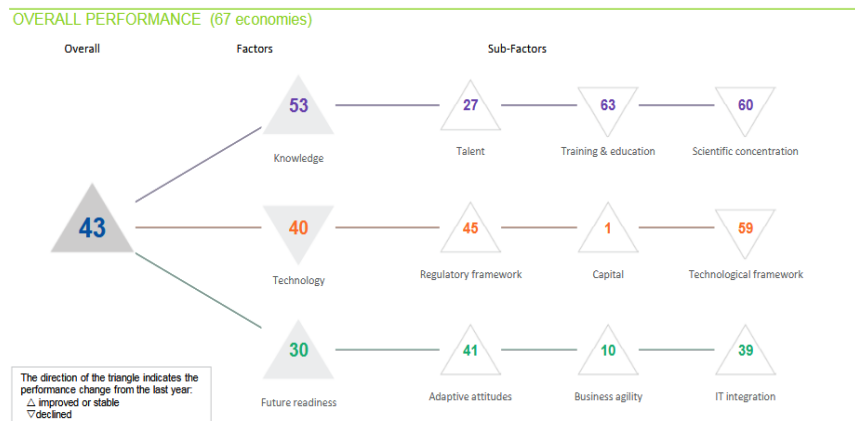 OVERALL PERFORMANCE (67 economies)
Overall Factors Sub-Factors
53 27 63 60
Knowledge Talent Training & education Scientific concentration
43 40 45 1 59
Technology Regulatory framework Capital Technological framework
30 41 10 39
Future readiness Adaptive attitudes Business agility IT integration
The direction of the triangle indicates the
performance change from the last year:
△ improved or stable
▽declined